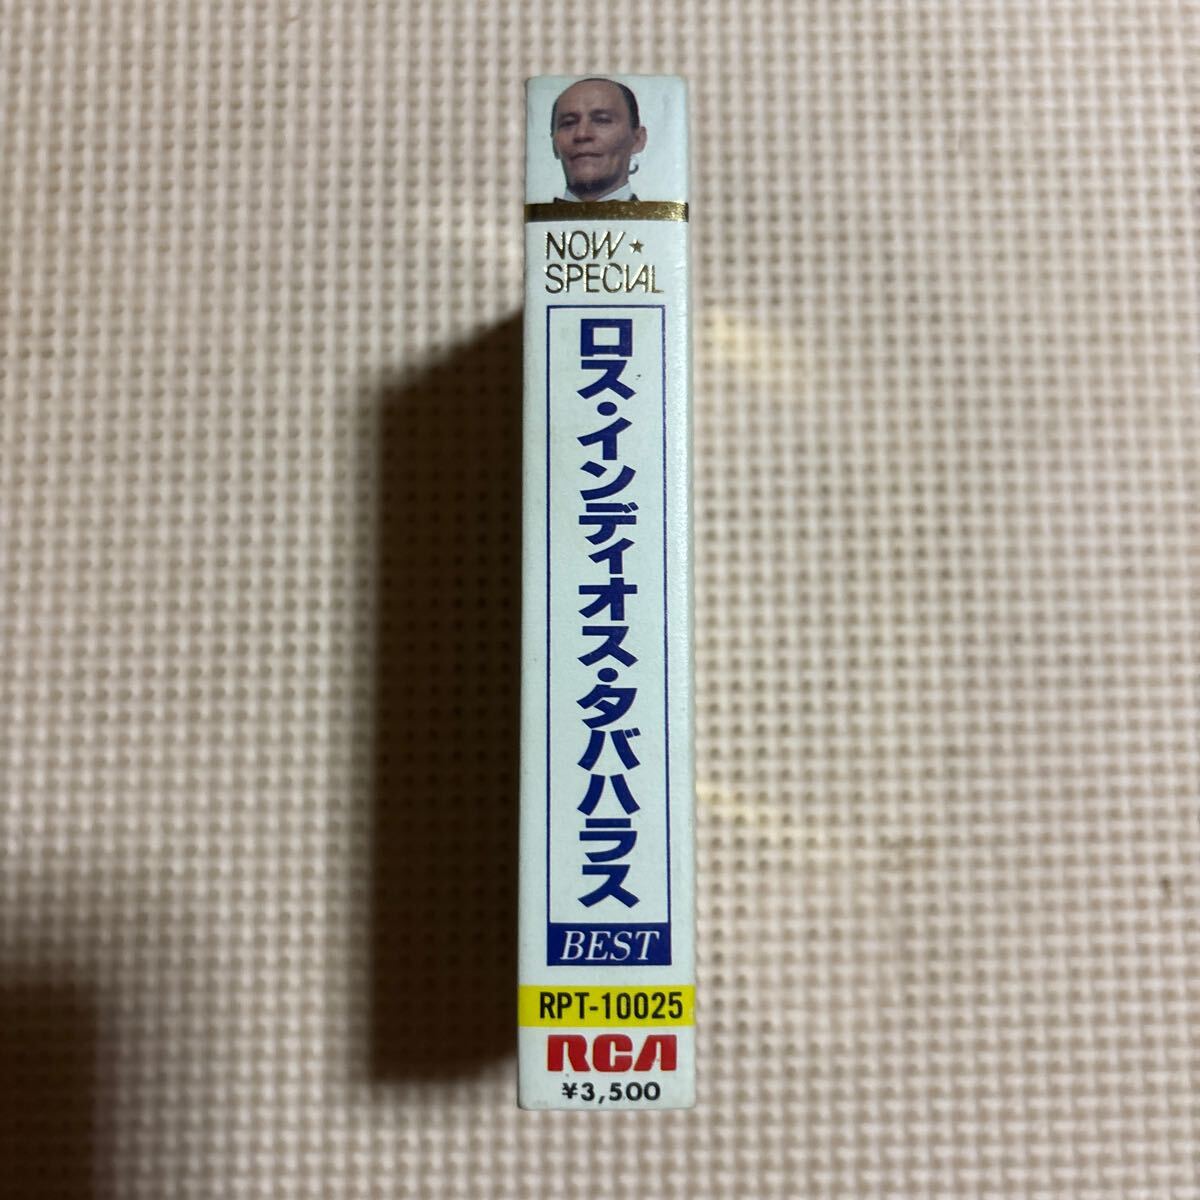 NOW★
SPECIAL
ロス・インディオス・タバハラス
BEST
RPT-10025
RCA
¥3,500